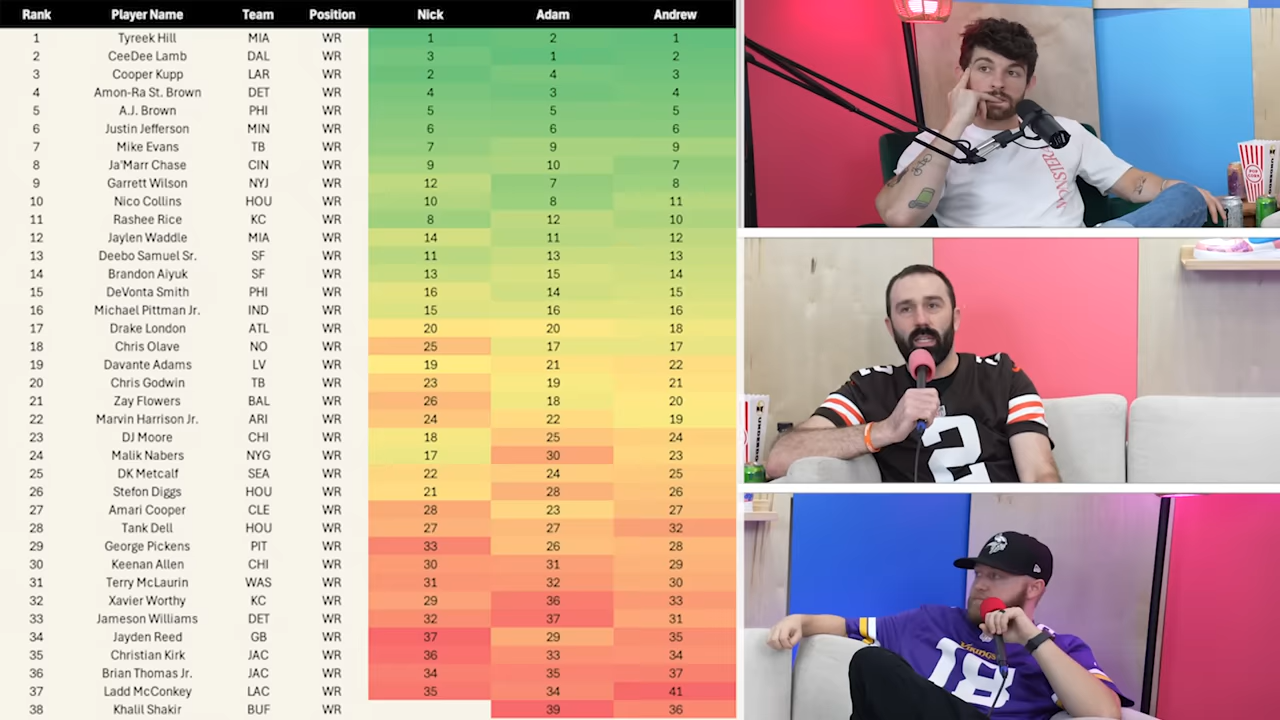 Rank Player Name Team Position Nick Adam Andrew
1 Tyreek Hill MIA WR 1 2 1
2 CeeDee Lamb DAL WR 3 1 2
3 Cooper Kupp LAR WR 2 4 3
4 Amon-Ra St. Brown DET WR 4 3 4
5 A.J. Brown PHI WR 5 5 5
6 Justin Jefferson MIN WR 6 6 6
7 Mike Evans TB WR 7 9 9
8 Ja'Marr Chase CIN WR 9 10 7
9 Garrett Wilson NYJ WR 12 7 8
10 Nico Collins HOU WR 10 8 11
11 Rashee Rice KC WR 8 12 10
12 Jaylen Waddle MIA WR 14 11 12
13 Deebo Samuel Sr. SF WR 11 13 13
14 Brandon Aiyuk SF WR 13 15 14
15 DeVonta Smith PHI WR 16 14 15
16 Michael Pittman Jr. IND WR 15 16 16
17 Drake London ATL WR 20 20 18
18 Chris Olave NO WR 25 17 17
19 Davante Adams LV WR 19 21 22
20 Chris Godwin TB WR 23 19 21
21 Zay Flowers BAL WR 26 18 20
22 Marvin Harrison Jr. ARI WR 24 22 19
23 DJ Moore CHI WR 18 25 24
24 Malik Nabers NYG WR 17 30 23
25 DK Metcalf SEA WR 22 24 25
26 Stefon Diggs HOU WR 21 28 26
27 Amari Cooper CLE WR 28 23 27
28 Tank Dell HOU WR 27 27 32
29 George Pickens PIT WR 33 26 28
30 Keenan Allen CHI WR 30 31 29
31 Terry McLaurin WAS WR 31 32 30
32 Xavier Worthy KC WR 29 36 33
33 Jameson Williams DET WR 32 37 31
34 Jayden Reed GB WR 37 29 35
35 Christian Kirk JAC WR 36 33 34
36 Brian Thomas Jr. JAC WR 34 35 37
37 Ladd McConkey LAC WR 35 34 41
38 Khalil Shakir BUF WR 39 36
MONSTER
POP CORN
2
2
Vikings
18